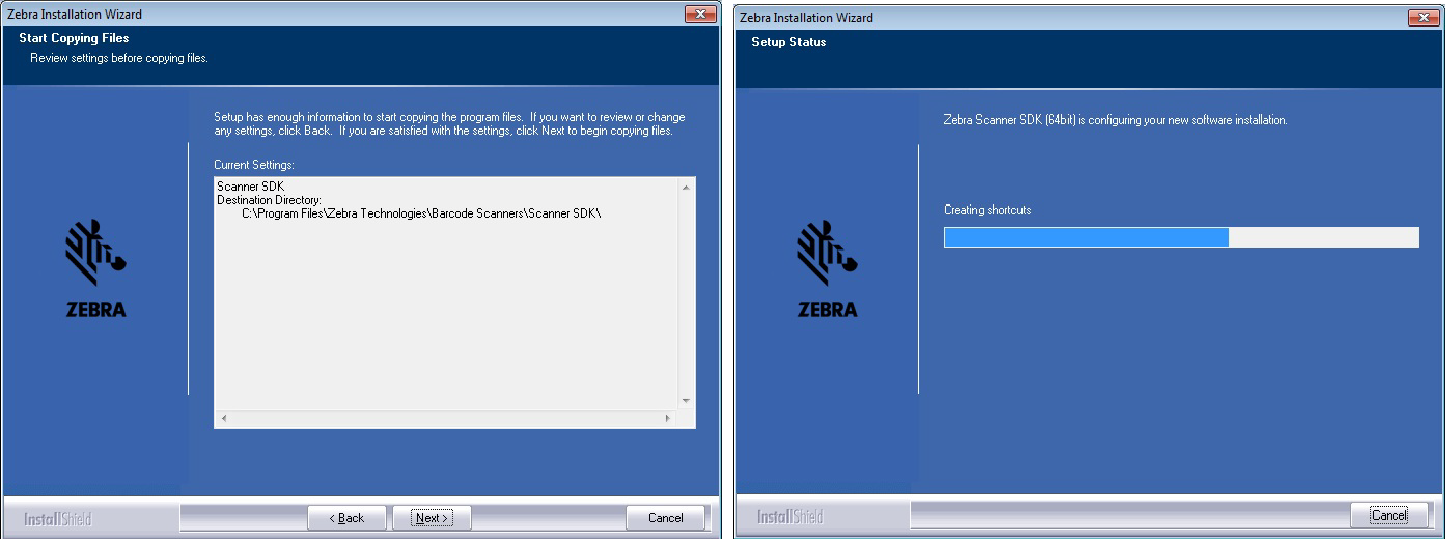 Zebra Installation Wizard
Start Copying Files
Review settings before copying files.
Setup has enough information to start copying the program files. If you want to review or change
any settings, click Back. If you are satisfied with the settings, click Next to begin copying files.
Current Settings:
Scanner SDK
Destination Directory:
C:\Program Files\Zebra Technologies\Barcode Scanners\Scanner SDK"\
ZEBRA
InstallShield
< Back
Next >
Cancel
Zebra Installation Wizard
Setup Status
Zebra Scanner SDK (64bit) is configuring your new software installation.
Creating shortcuts
ZEBRA
InstallShield
Cancel